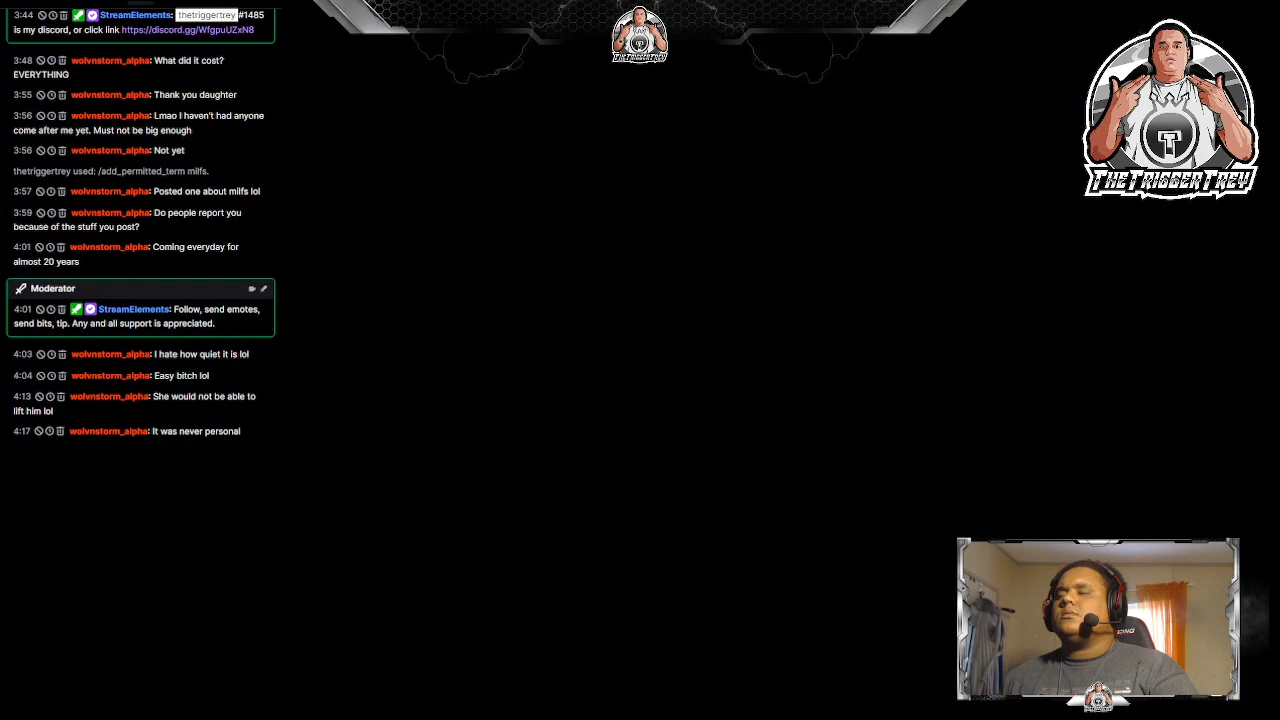 3:44 StreamElements: thetriggertrey #1485
is my discord, or click link https://discord.gg/WfgpuUZxN8
3:48 wolvnstorm_alpha: What did it cost?
EVERYTHING
3:55 wolvnstorm_alpha: Thank you daughter
3:56 wolvnstorm_alpha: Lmao I haven't had anyone
come after me yet. Must not be big enough
3:56 wolvnstorm_alpha: Not yet
thetriggertrey used: /add_permitted_term milfs.
3:57 wolvnstorm_alpha: Posted one about milfs lol
3:59 wolvnstorm_alpha: Do people report you
because of the stuff you post?
4:01 wolvnstorm_alpha: Coming everyday for
almost 20 years
Moderator
4:01 StreamElements: Follow, send emotes,
send bits, tip. Any and all support is appreciated.
4:03 wolvnstorm_alpha: I hate how quiet it is lol
4:04 wolvnstorm_alpha: Easy bitch lol
4:13 wolvnstorm_alpha: She would not be able to
lift him lol
4:17 wolvnstorm_alpha: It was never personal
THETRIGGERTREY
T
THETRIGGERTREY
CING